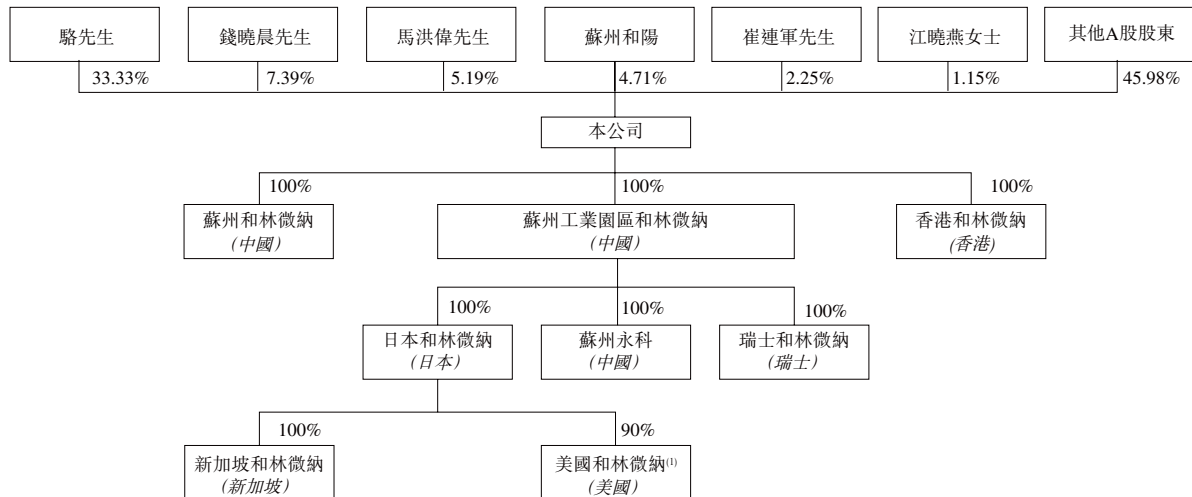 駱先生
錢曉晨先生
馬洪偉先生
蘇州和陽
崔連軍先生
江曉燕女士
其他A股股東
33.33%
7.39%
5.19%
4.71%
2.25%
1.15%
45.98%
本公司
100%
100%
100%
蘇州和林微納
(中國)
蘇州工業園區和林微納
(中國)
香港和林微納
(香港)
100%
100%
100%
日本和林微納
(日本)
蘇州永科
(中國)
瑞士和林微納
(瑞士)
100%
90%
新加坡和林微納
(新加坡)
美國和林微納(1)
(美國)